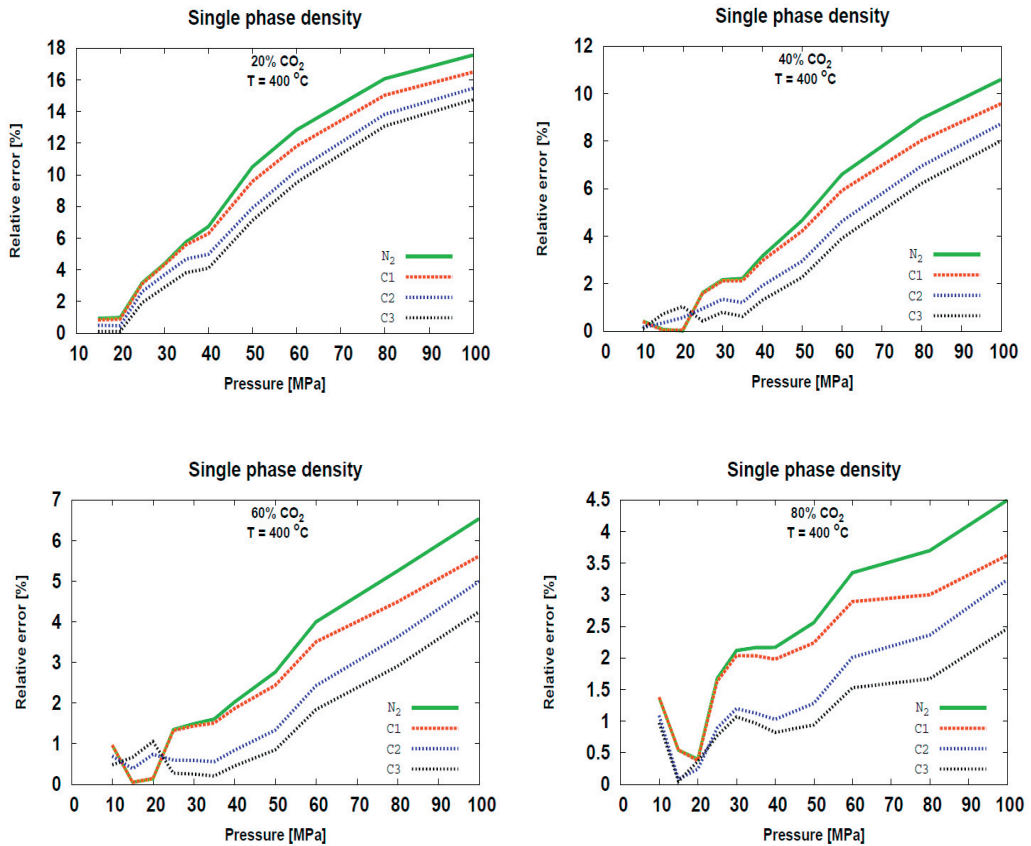 Single phase density
20% CO₂
T = 400 °C
Relative error [%]
18
16
14
12
10
8
6
4
2
0
N₂
C1
C2
C3
10 20 30 40 50 60 70 80 90 100
Pressure [MPa]
Single phase density
40% CO₂
T = 400 °C
Relative error [%]
12
10
8
6
4
2
0
N₂
C1
C2
C3
0 10 20 30 40 50 60 70 80 90 100
Pressure [MPa]
Single phase density
60% CO₂
T = 400 °C
Relative error [%]
7
6
5
4
3
2
1
0
N₂
C1
C2
C3
0 10 20 30 40 50 60 70 80 90 100
Pressure [MPa]
Single phase density
80% CO₂
T = 400 °C
Relative error [%]
4.5
4
3.5
3
2.5
2
1.5
1
0.5
0
N₂
C1
C2
C3
0 10 20 30 40 50 60 70 80 90 100
Pressure [MPa]